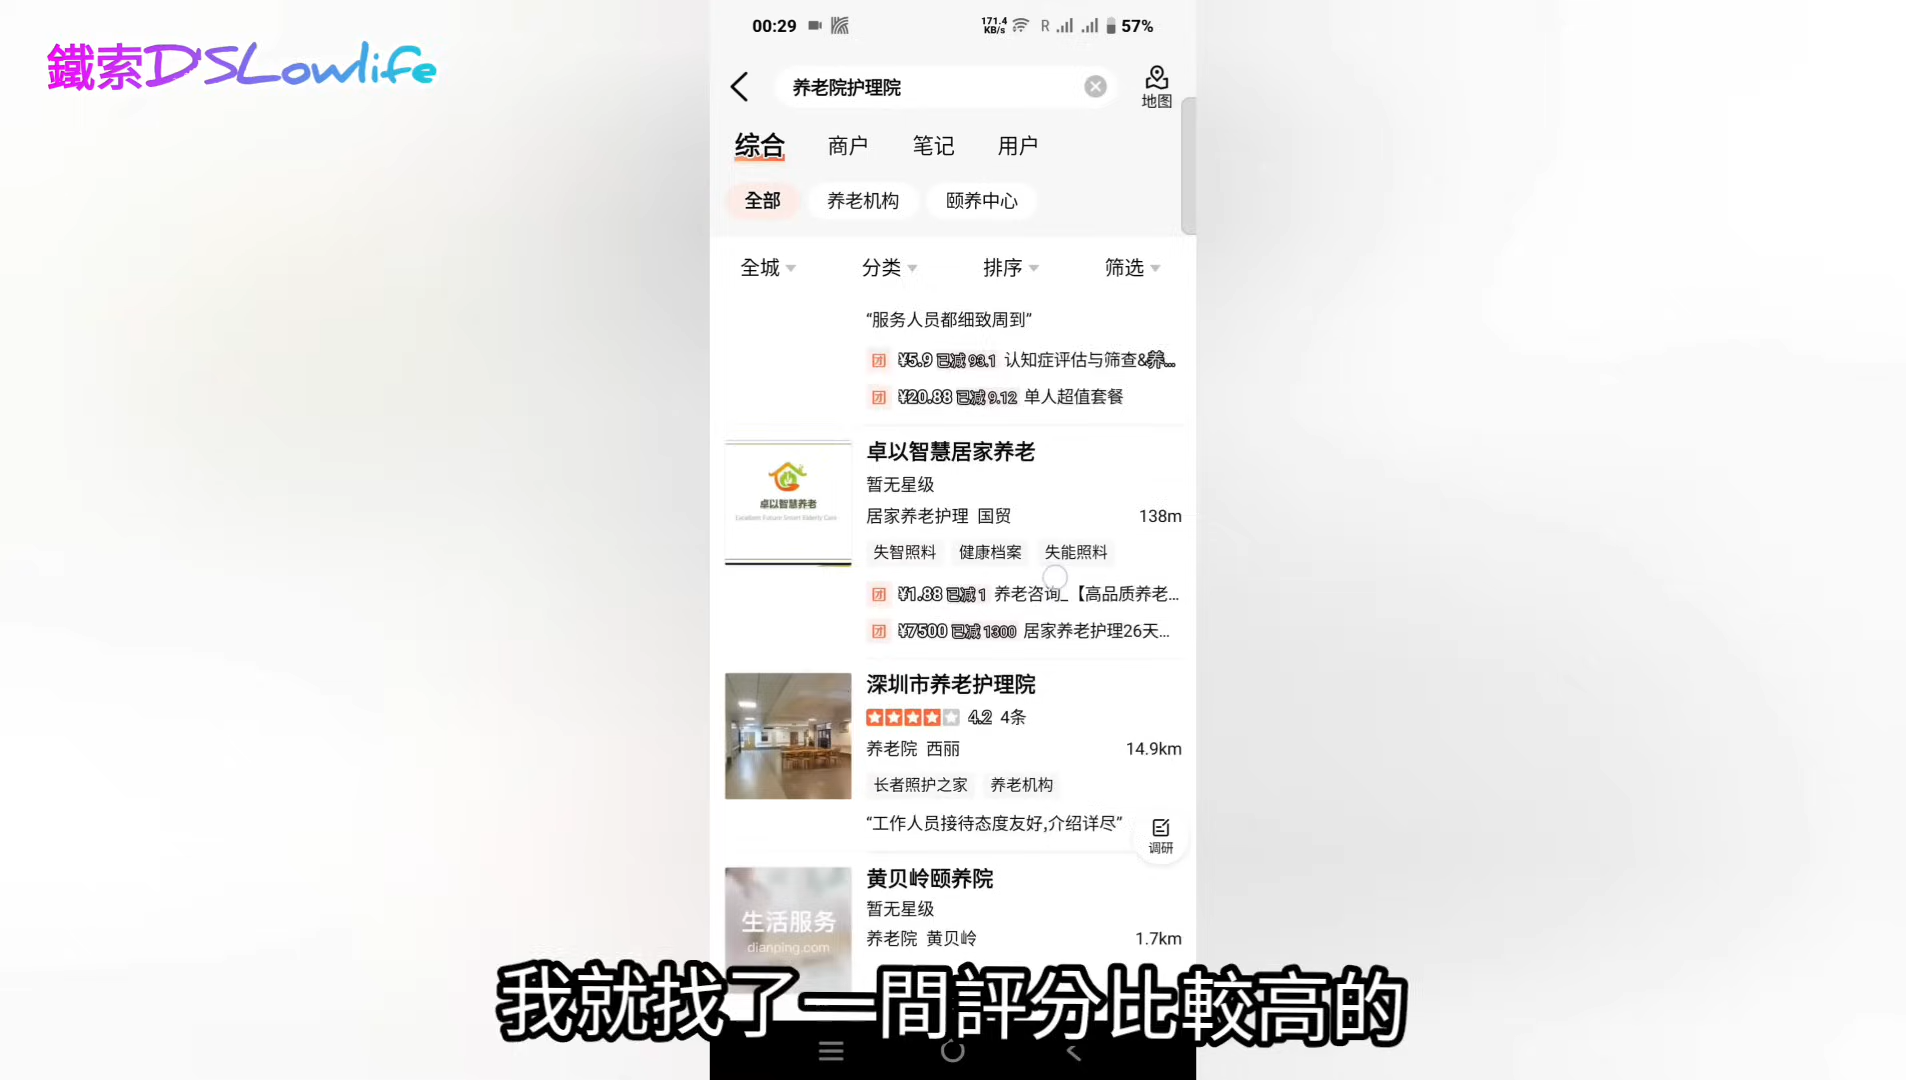 鐵索DSLowlife
00:29
171.4
KB/s
R
57%
养老院护理院
地图
综合 商户 笔记 用户
全部 养老机构 颐养中心
全城 分类 排序 筛选
“服务人员都细致周到”
团 ¥5.9 已减93.1 认知症评估与筛查&养...
团 ¥20.88 已减9.12 单人超值套餐
卓以智慧养老
Excellent Future Smart Elderly Care
卓以智慧居家养老
暂无星级
居家养老护理 国贸 138m
失智照料 健康档案 失能照料
团 ¥1.88 已减1 养老咨询_【高品质养老...
团 ¥7500 已减1300 居家养老护理26天...
深圳市养老护理院
4.2 4条
养老院 西丽 14.9km
长者照护之家 养老机构
“工作人员接待态度友好,介绍详尽”
调研
生活服务
dianping.com
黄贝岭颐养院
暂无星级
养老院 黄贝岭 1.7km
我就找了一間評分比較高的